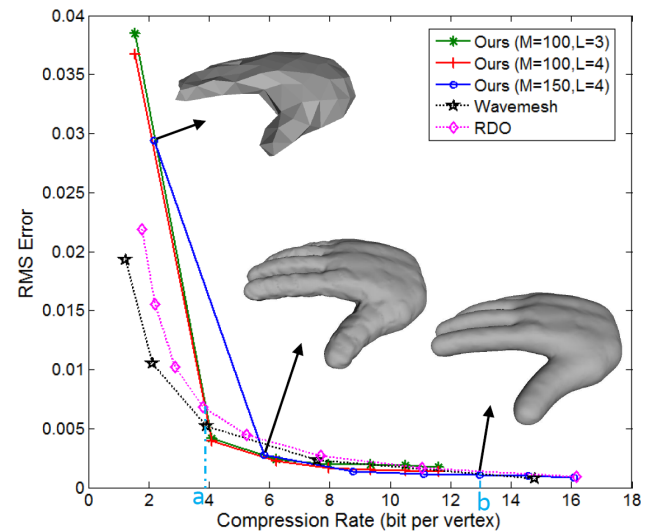 0.04
0.035
0.03
0.025
0.02
0.015
0.01
0.005
0
RMS Error
Ours (M=100,L=3)
Ours (M=100,L=4)
Ours (M=150,L=4)
Wavemesh
RDO
0 2 a 4 6 8 10 12 b 14 16 18
Compression Rate (bit per vertex)